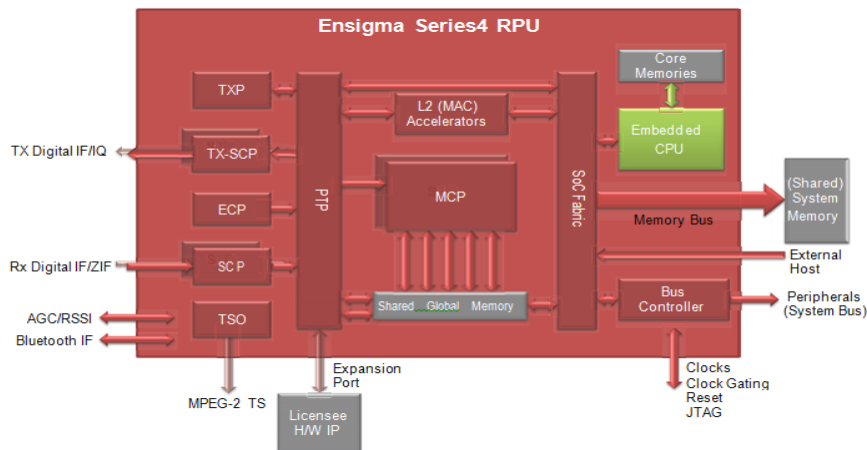 Ensigma Series4 RPU
Core
Memories
TXP
L2 (MAC)
Accelerators
Embedded
CPU
TX Digital IF/IQ
TX-SCP
PTP
MCP
SoC Fabric
(Shared)
System
Memory
ECP
Memory Bus
Rx Digital IF/ZIF
SCP
External
Host
AGC/RSSI
TSO
Shared Global Memory
Bus
Controller
Peripherals
(System Bus)
Bluetooth IF
MPEG-2 TS
Expansion
Port
Clocks
Clock Gating
Reset
JTAG
Licensee
H/W IP